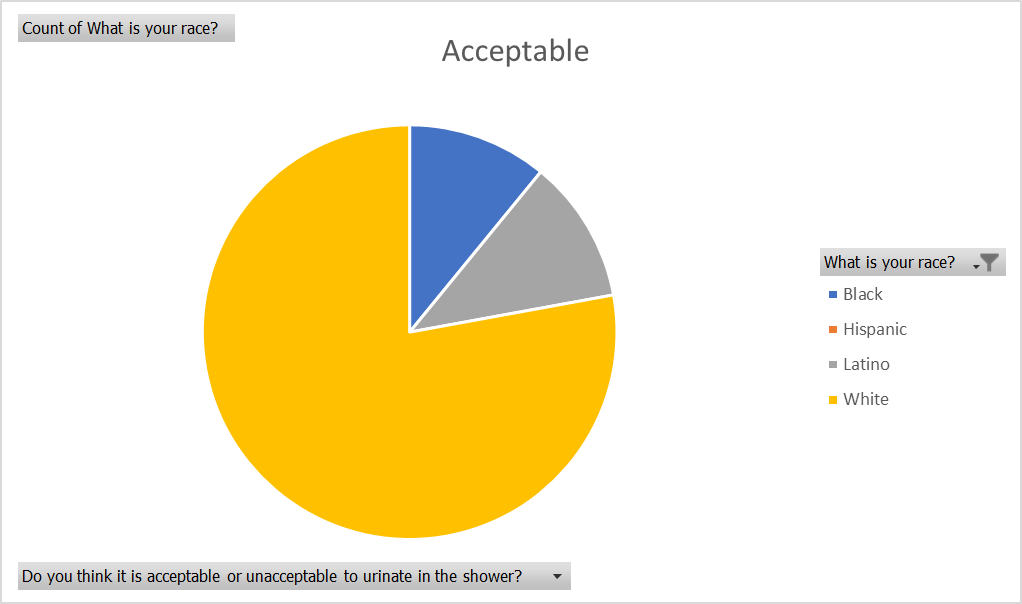 Count of What is your race?
Acceptable
What is your race?
Black
Hispanic
Latino
White
Do you think it is acceptable or unacceptable to urinate in the shower?